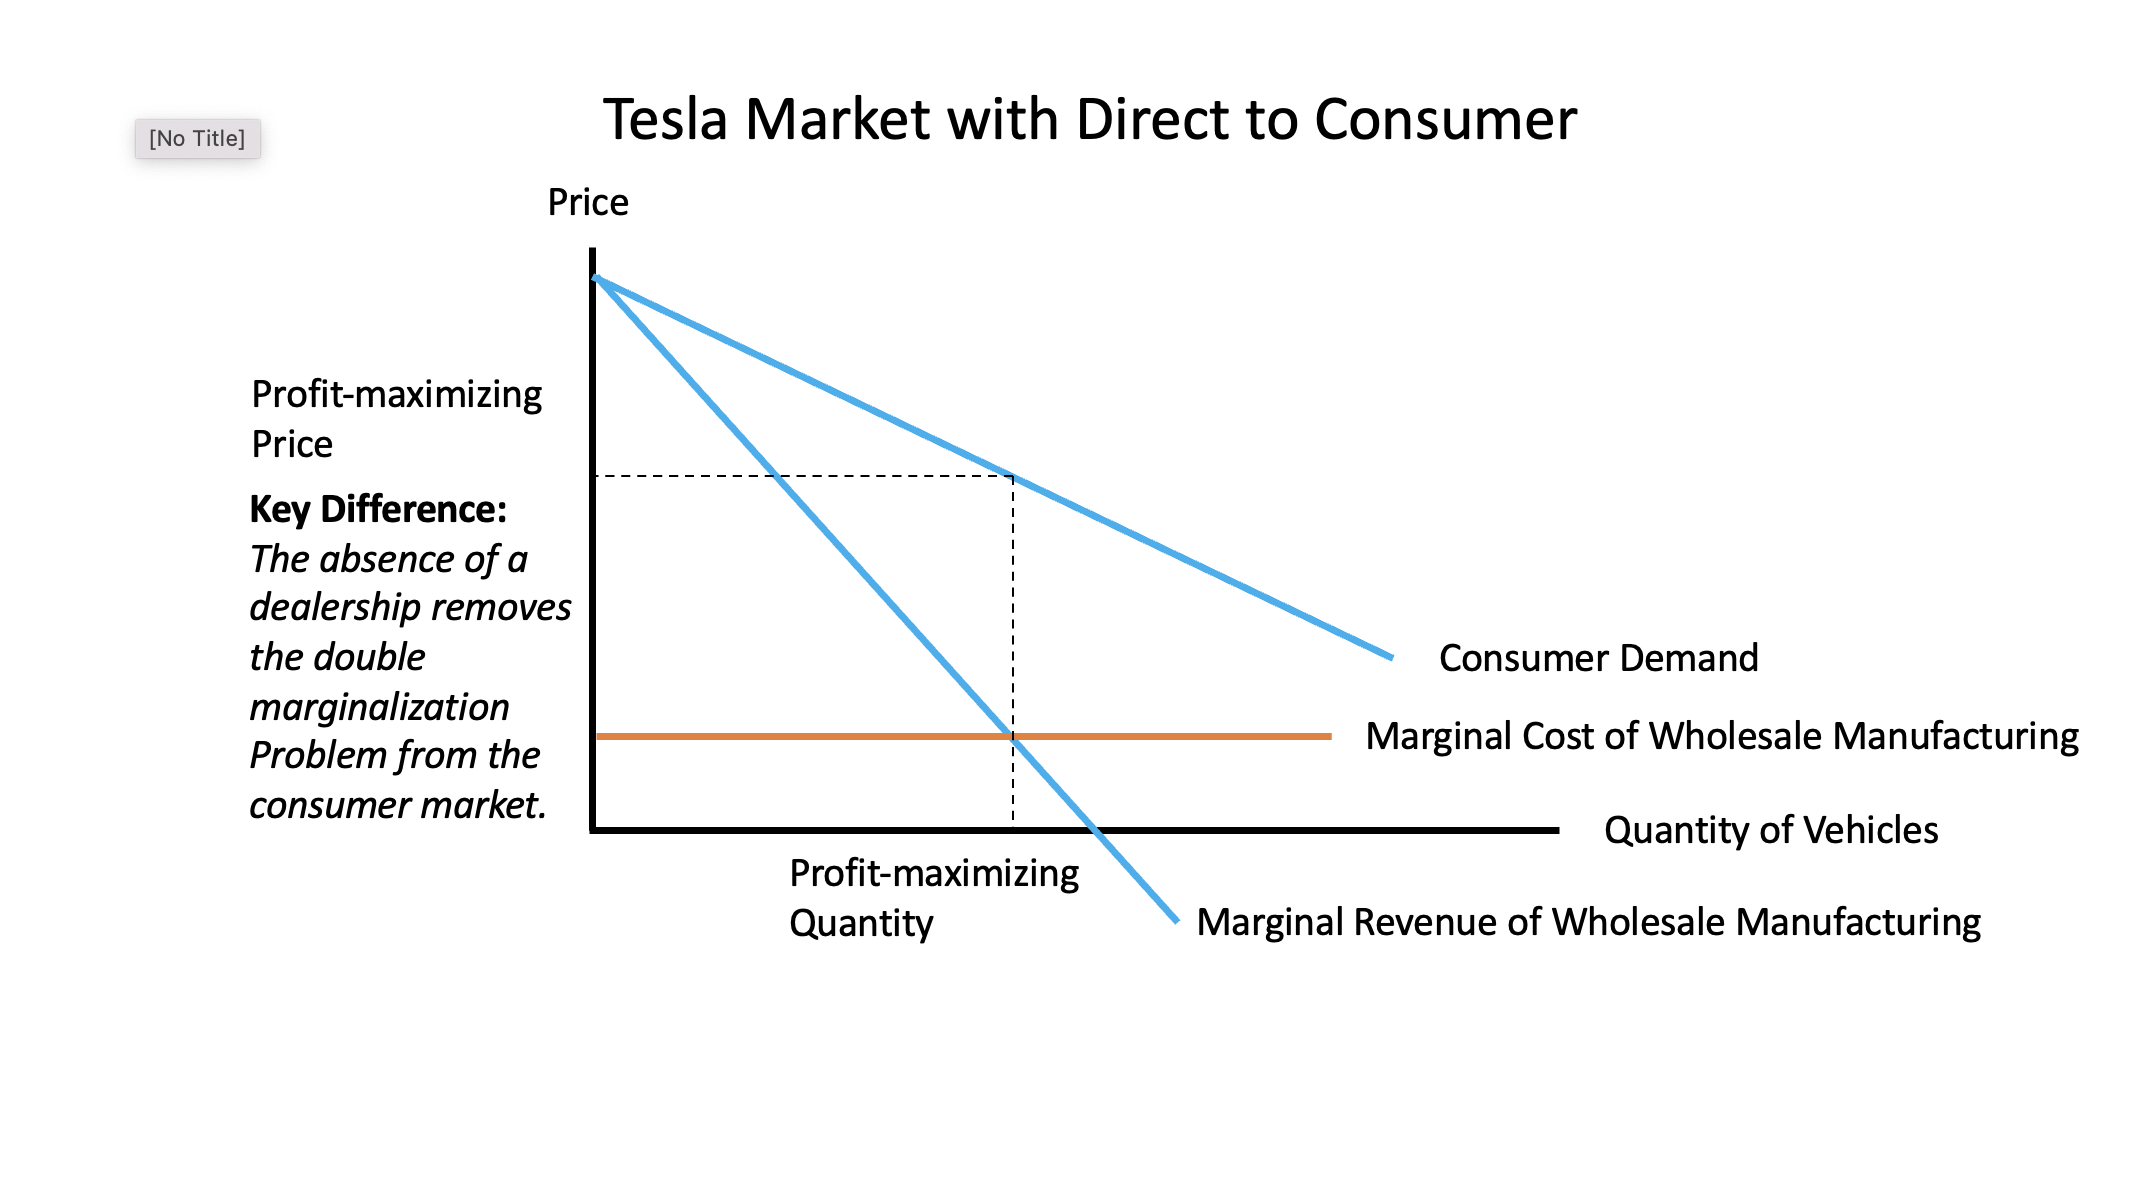 Tesla Market with Direct to Consumer
[No Title]
Price
Profit-maximizing
Price
Key Difference:
The absence of a
dealership removes
the double
marginalization
Problem from the
consumer market.
Consumer Demand
Marginal Cost of Wholesale Manufacturing
Quantity of Vehicles
Profit-maximizing
Quantity
Marginal Revenue of Wholesale Manufacturing